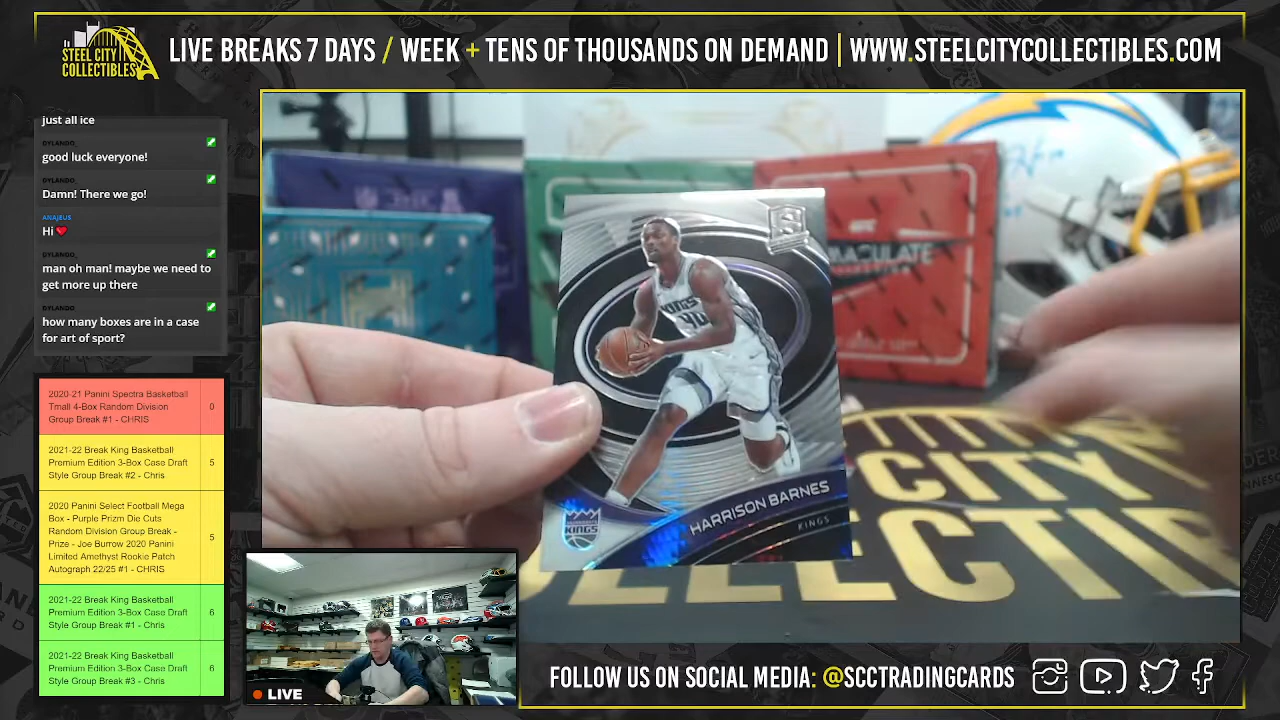 STEEL CITY
COLLECTIBLES
LIVE BREAKS 7 DAYS / WEEK + TENS OF THOUSANDS ON DEMAND | WWW.STEELCITYCOLLECTIBLES.COM
just all ice
DYLANDO_
good luck everyone!
DYLANDO_
Damn! There we go!
ANAJEUS
Hi
DYLANDO_
man oh man! maybe we need to
get more up there
DYLANDO_
how many boxes are in a case
for art of sport?
2020-21 Panini Spectra Basketball
Tmall 4-Box Random Division
Group Break #1 - CHRIS
0
2021-22 Break King Basketball
Premium Edition 3-Box Case Draft
Style Group Break #2 - Chris
5
2020 Panini Select Football Mega
Box - Purple Prizm Die Cuts
Random Division Group Break -
Prize - Joe Burrow 2020 Panini
Limited Amethyst Rookie Patch
Autograph 22/25 #1 - CHRIS
5
2021-22 Break King Basketball
Premium Edition 3-Box Case Draft
Style Group Break #1 - Chris
6
2021-22 Break King Basketball
Premium Edition 3-Box Case Draft
Style Group Break #3 - Chris
6
KINGS
HARRISON BARNES
KINGS
LIVE
FOLLOW US ON SOCIAL MEDIA: @SCCTRADINGCARDS